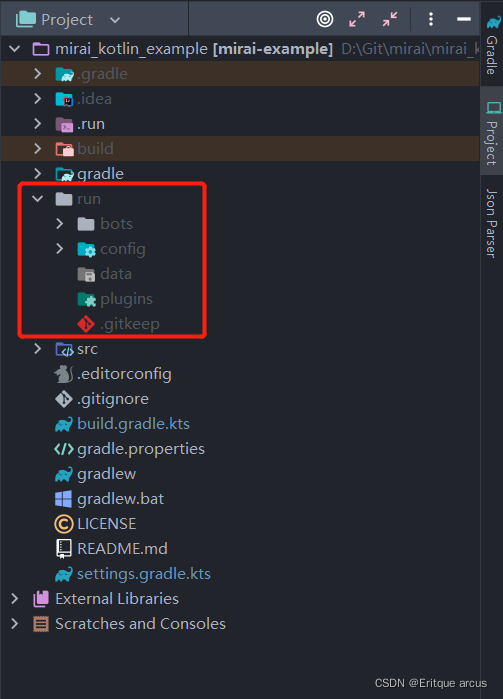 Project
mirai_kotlin_example [mirai-example] D:\Git\mirai\mirai_k
.gradle
.idea
.run
build
gradle
run
bots
config
data
plugins
.gitkeep
src
.editorconfig
.gitignore
build.gradle.kts
gradle.properties
gradlew
gradlew.bat
LICENSE
README.md
settings.gradle.kts
External Libraries
Scratches and Consoles
Gradle
Project
Json Parser
CSDN @Eritque arcus